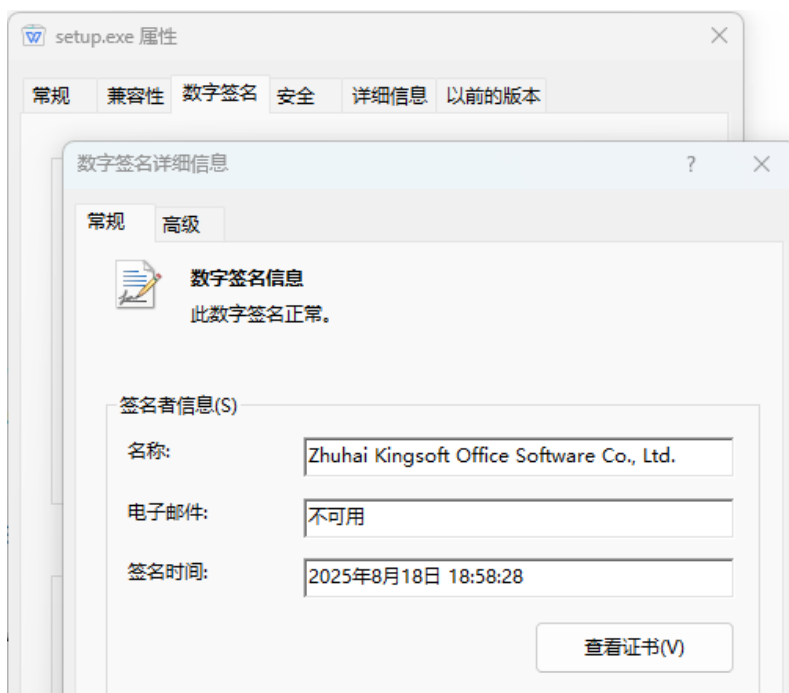 setup.exe 属性
常规 兼容性 数字签名 安全 详细信息 以前的版本
数字签名详细信息 ?
常规 高级
数字签名信息
此数字签名正常。
签名者信息(S)
名称: Zhuhai Kingsoft Office Software Co., Ltd.
电子邮件: 不可用
签名时间: 2025年8月18日 18:58:28
查看证书(V)